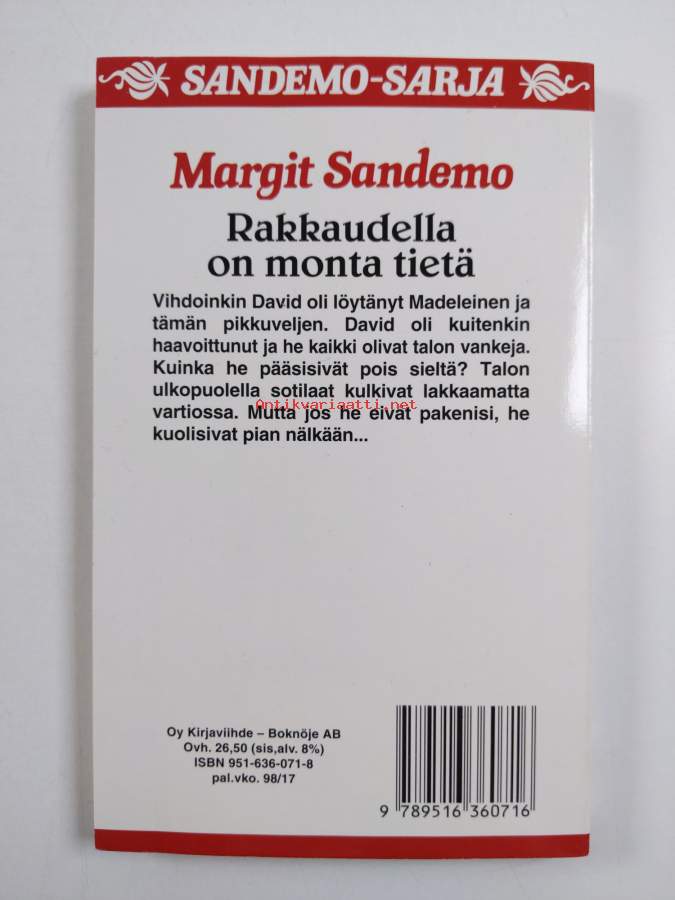 SANDEMO-SARJA
Margit Sandemo
Rakkaudella
on monta tietä
Vihdoinkin David oli löytänyt Madeleinen ja
tämän pikkuveljen. David oli kuitenkin
haavoittunut ja he kaikki olivat talon vankeja.
Kuinka he pääsisivät pois sieltä? Talon
ulkopuolella sotilaat kulkivat lakkaamatta
Antikvariaatti.net
vartiossa. Mutta jos he eivät pakenisi, he
kuolisivat pian nälkään...
Oy Kirjaviihde – Boknöje AB
Ovh. 26,50 (sis,alv. 8%)
ISBN 951-636-071-8
pal.vko. 98/17
9 789516 360716